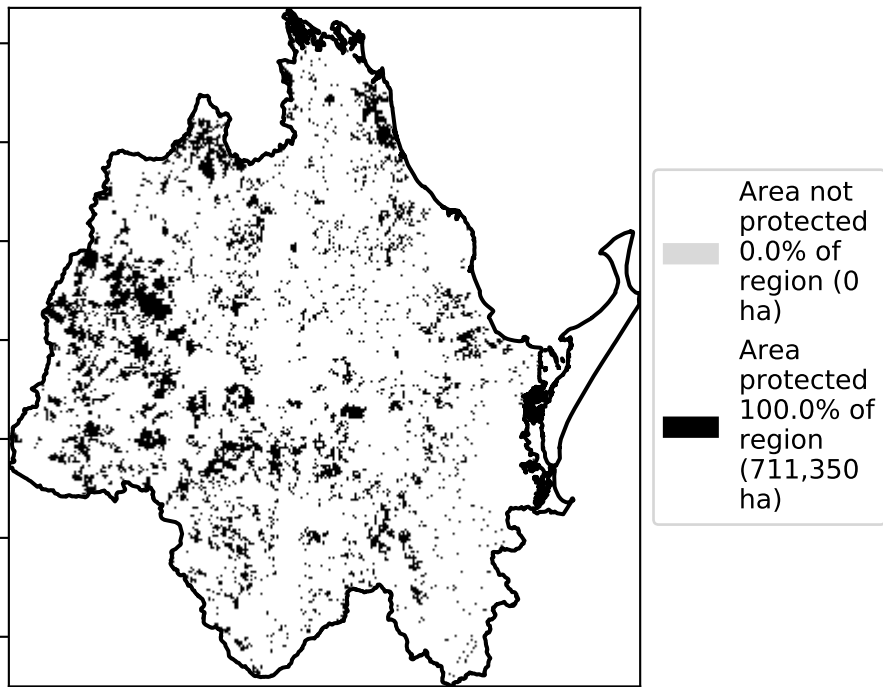 Area not
protected
0.0% of
region (0
ha)
Area
protected
100.0% of
region
(711,350
ha)